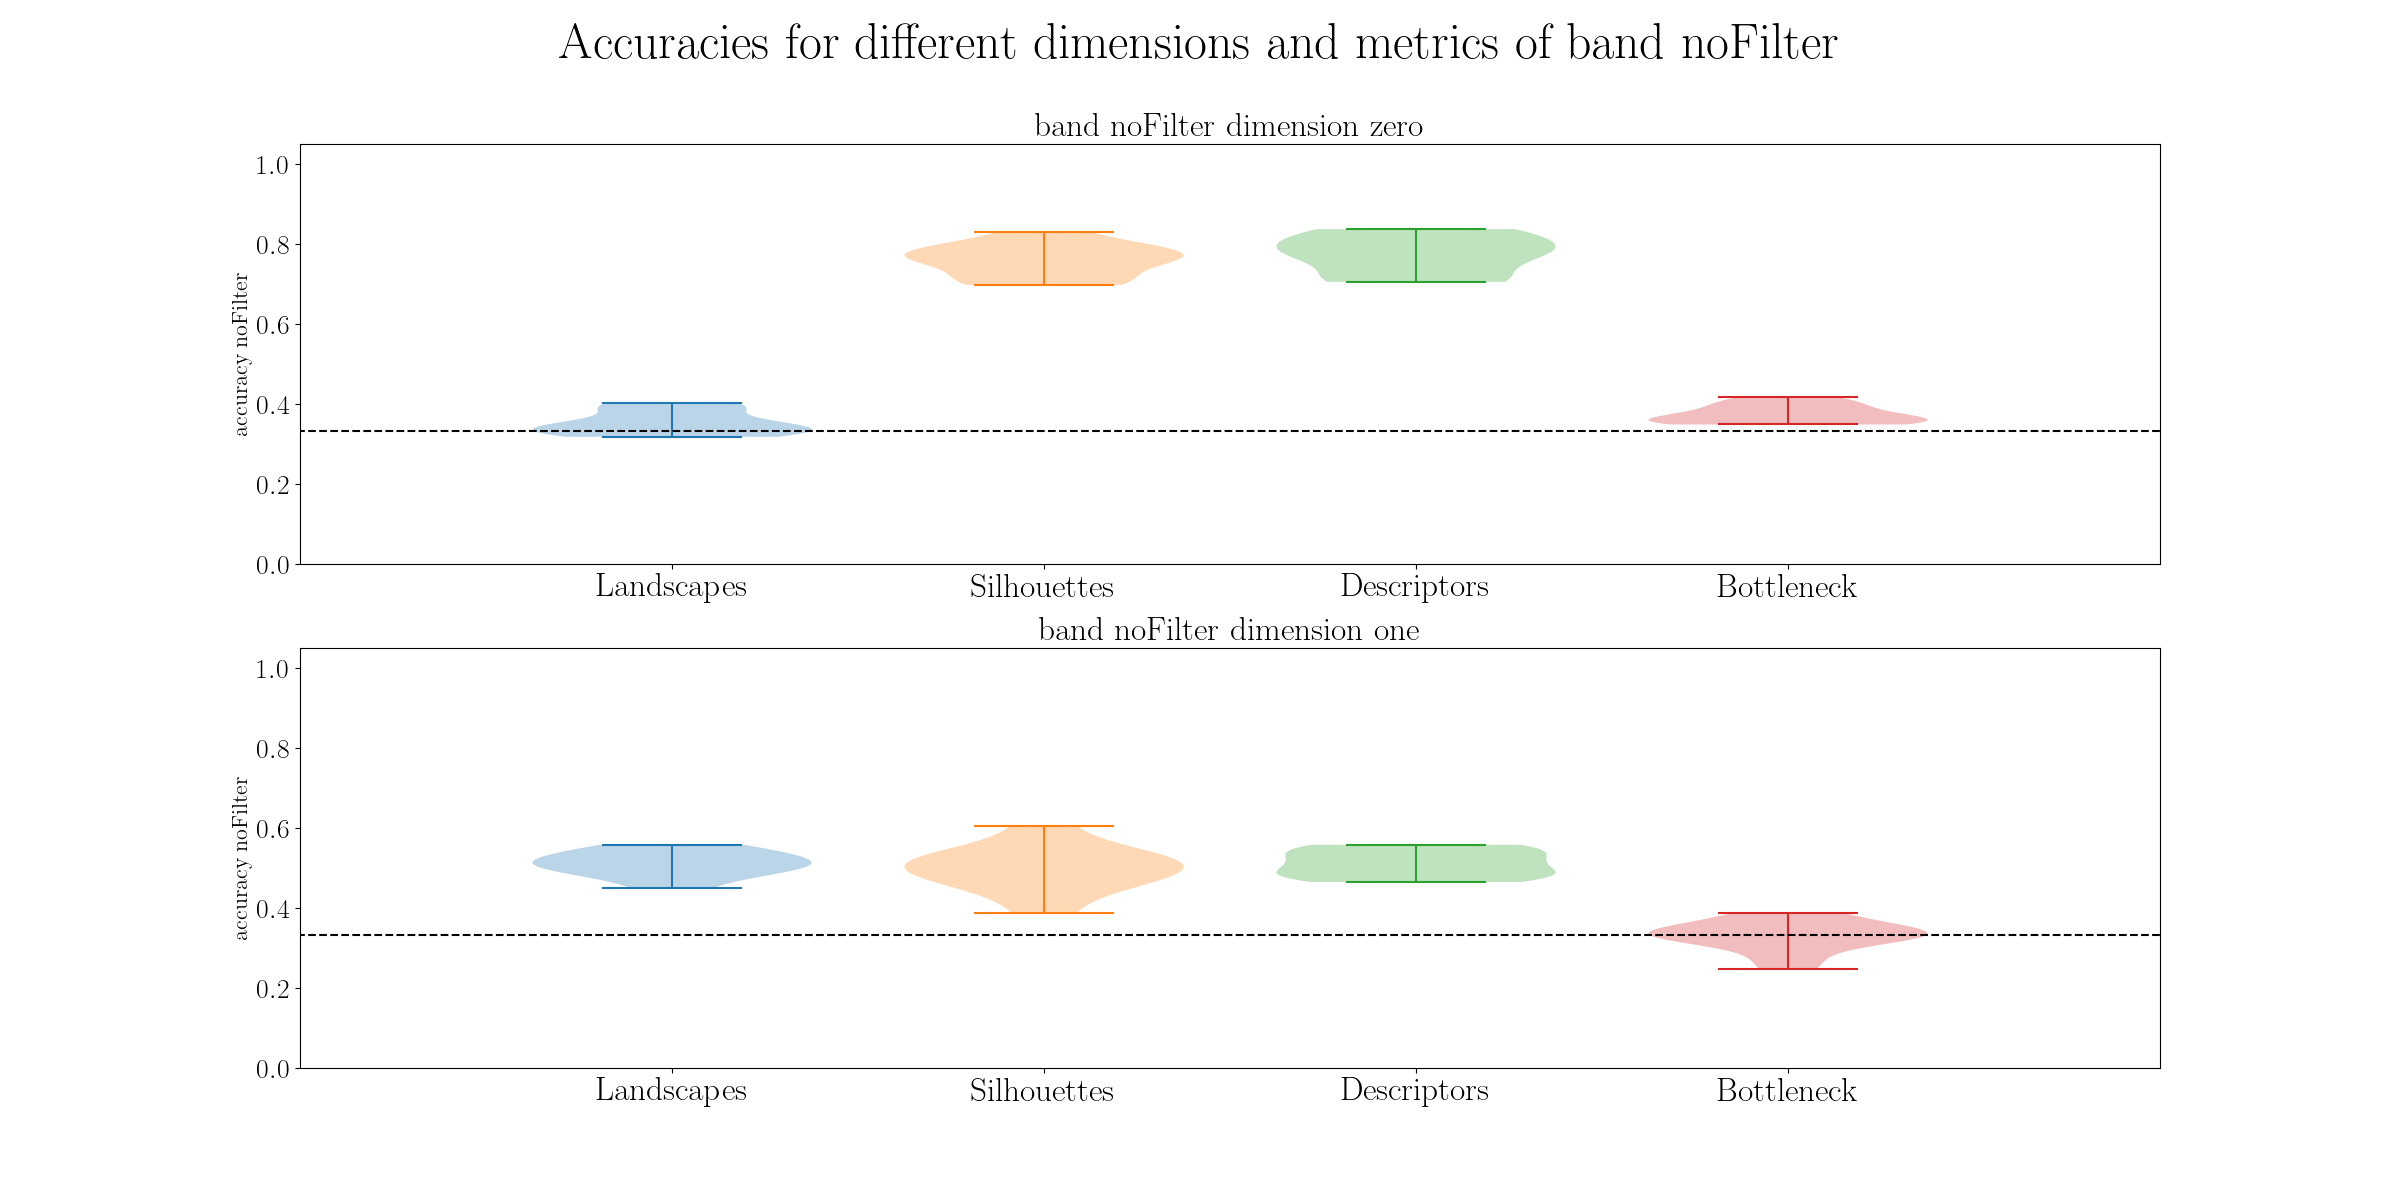 Accuracies for different dimensions and metrics of band noFilter
band noFilter dimension zero
accuracy noFilter
1.0
0.8
0.6
0.4
0.2
0.0
Landscapes Silhouettes Descriptors Bottleneck
band noFilter dimension one
accuracy noFilter
1.0
0.8
0.6
0.4
0.2
0.0
Landscapes Silhouettes Descriptors Bottleneck